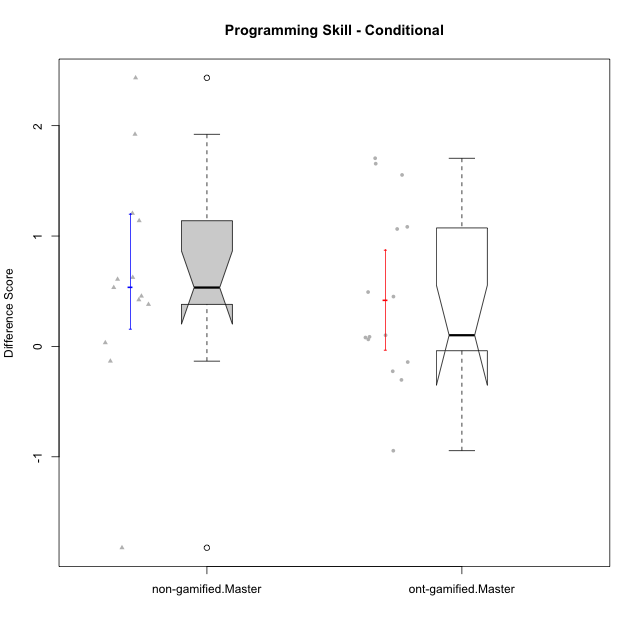 Programming Skill - Conditional
Difference Score
2
1
0
-1
non-gamified.Master
ont-gamified.Master